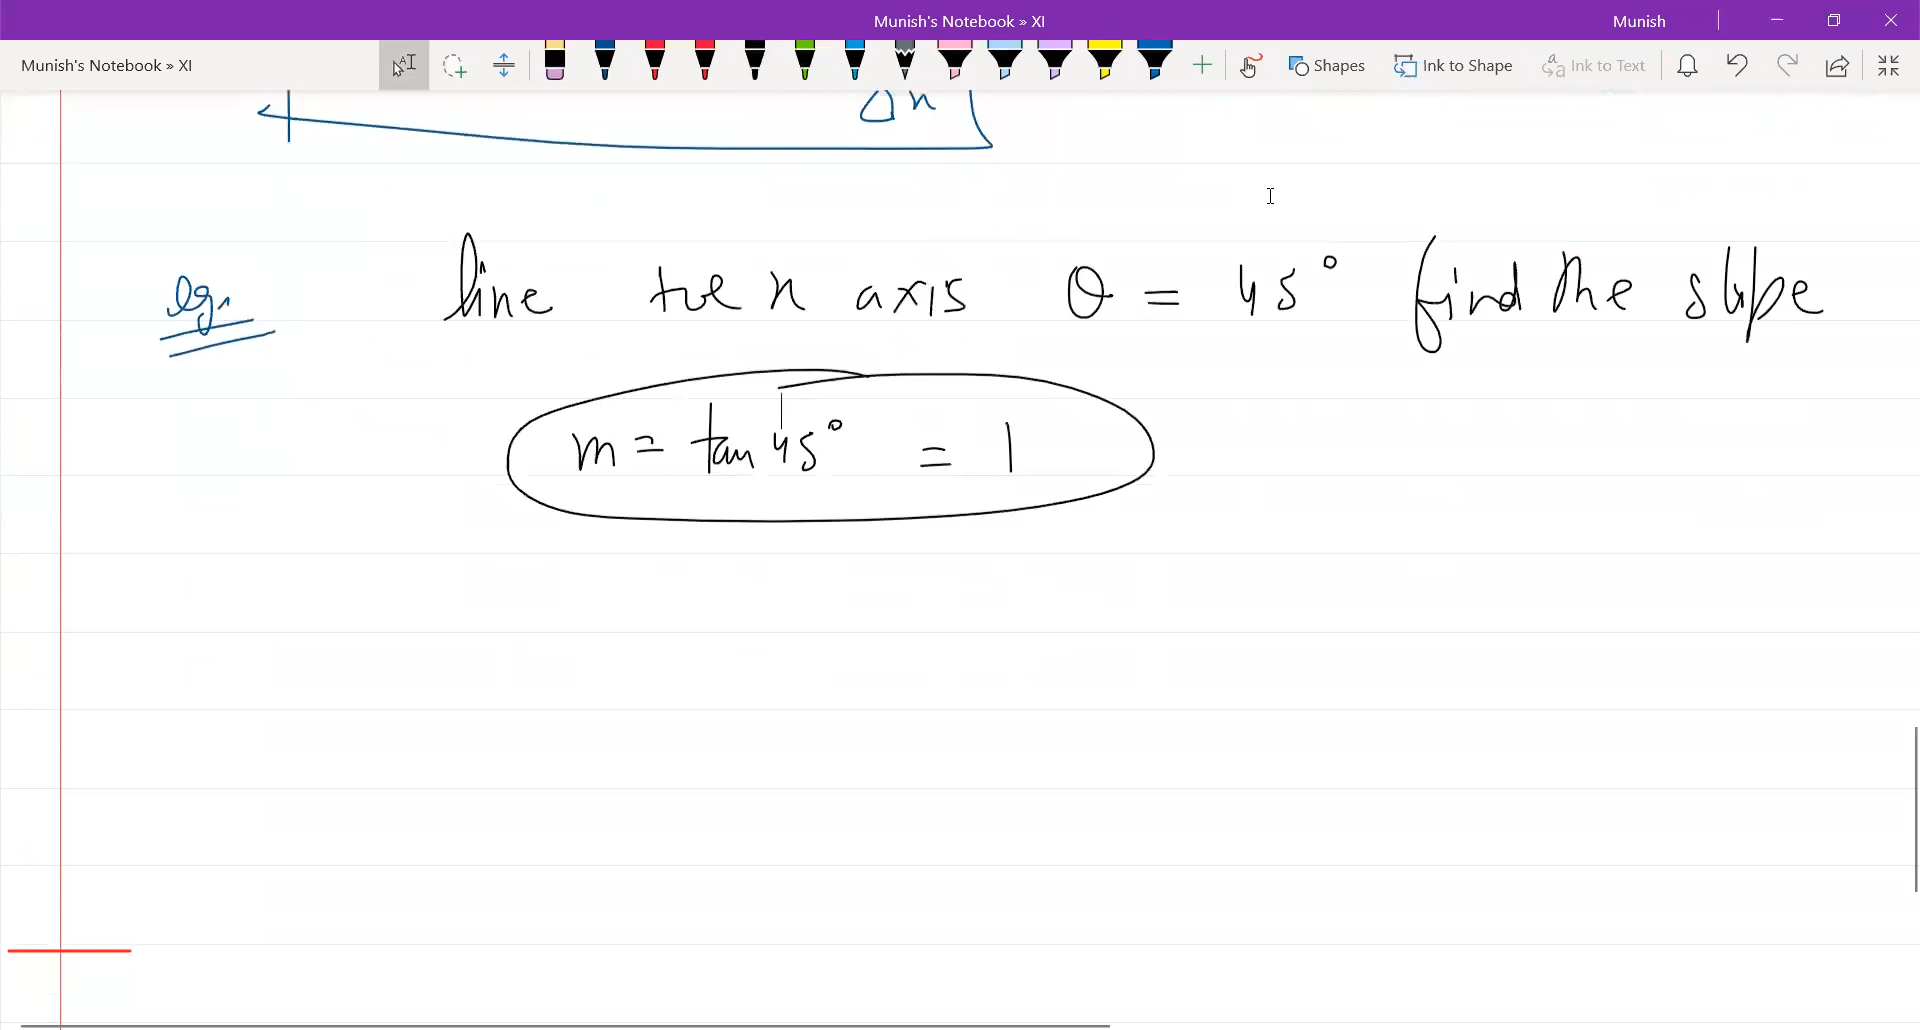 Munish's Notebook » XI
Munish
Munish's Notebook » XI
Shapes
Ink to Shape
Ink to Text
Δx
eg,
line +ve x axis θ = 45° find the slope
m = tan 45° = 1